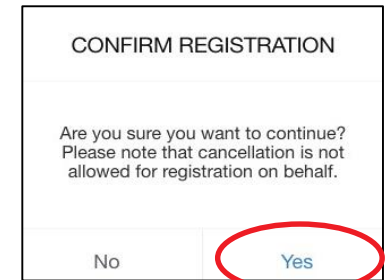 CONFIRM REGISTRATION
Are you sure you want to continue?
Please note that cancellation is not
allowed for registration on behalf.
No
Yes